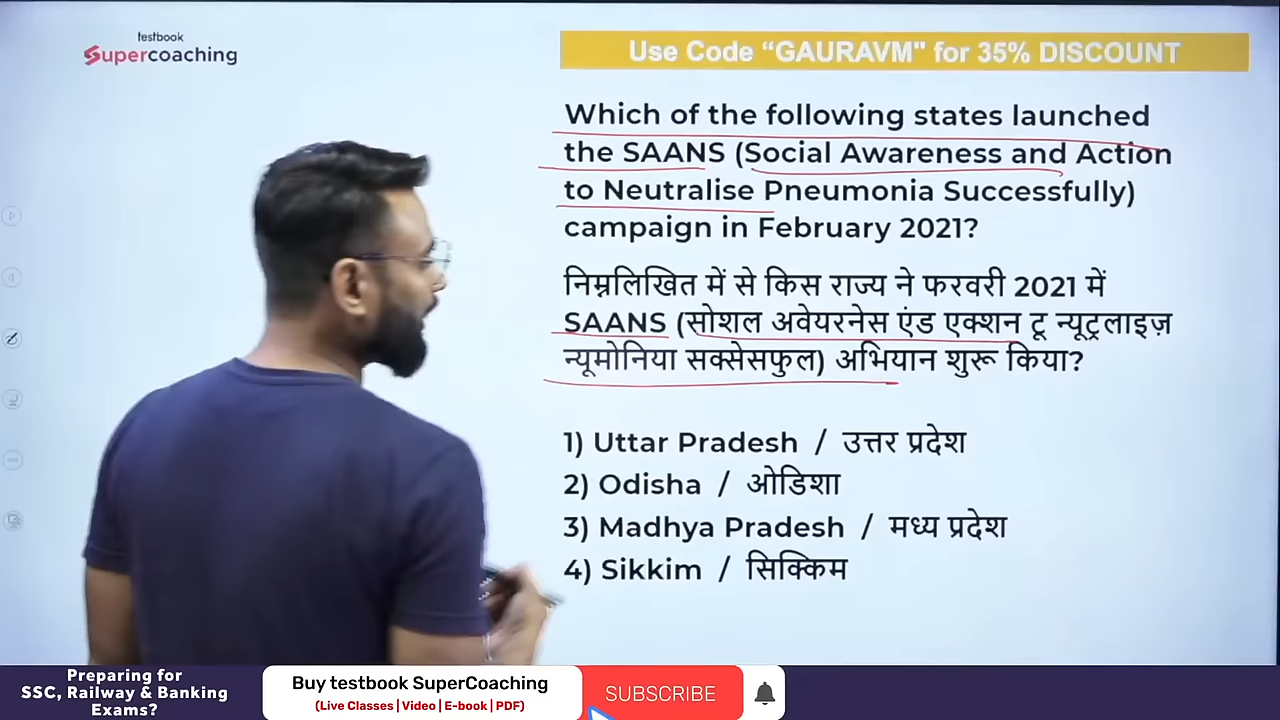 testbook
Supercoaching
Use Code “GAURAVM" for 35% DISCOUNT
Which of the following states launched
the SAANS (Social Awareness and Action
to Neutralise Pneumonia Successfully)
campaign in February 2021?
निम्नलिखित में से किस राज्य ने फरवरी 2021 में
SAANS (सोशल अवेयरनेस एंड एक्शन टू न्यूट्रलाइज़
न्यूमोनिया सक्सेसफुल) अभियान शुरू किया?
1) Uttar Pradesh / उत्तर प्रदेश
2) Odisha / ओडिशा
3) Madhya Pradesh / मध्य प्रदेश
4) Sikkim / सिक्किम
Preparing for
SSC, Railway & Banking
Exams?
Buy testbook SuperCoaching
(Live Classes | Video | E-book | PDF)
SUBSCRIBE